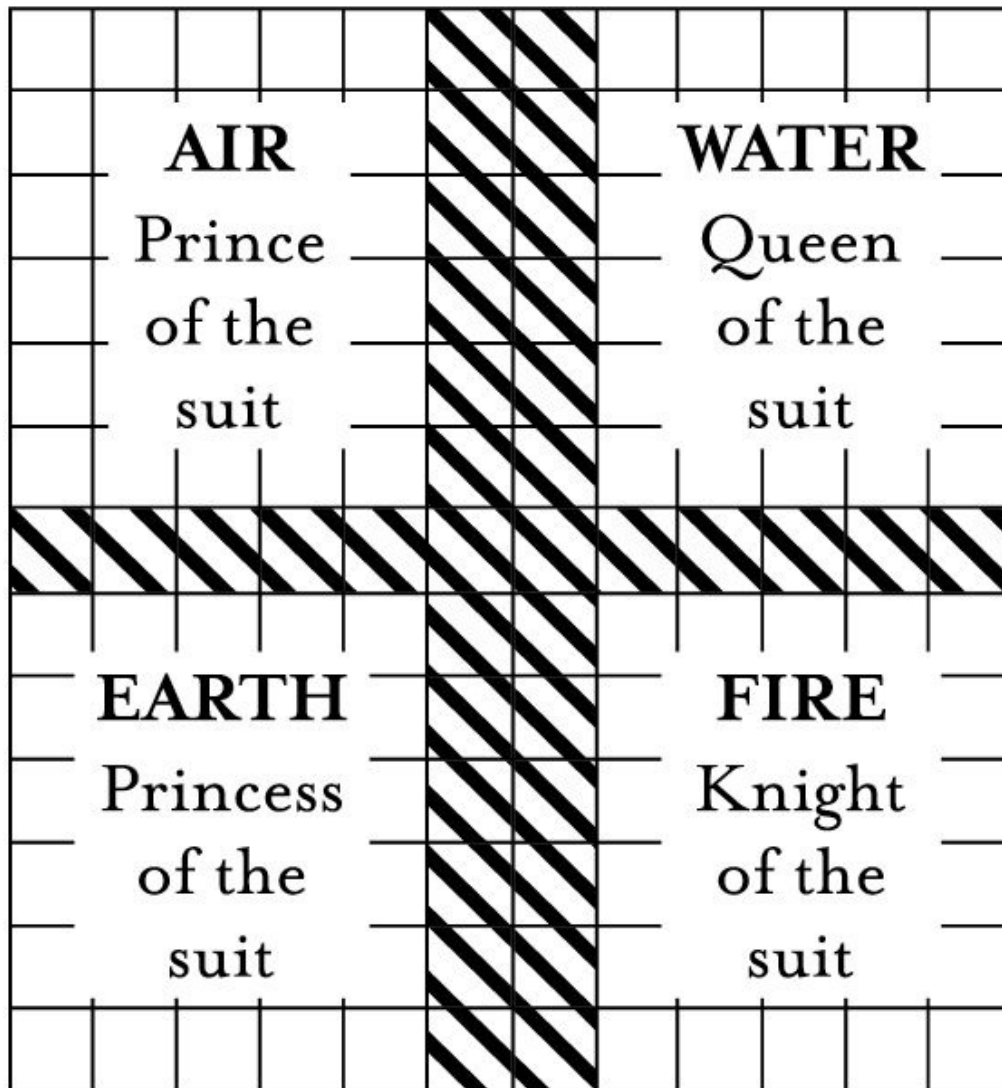 AIR
Prince
of the
suit
WATER
Queen
of the
suit
EARTH
Princess
of the
suit
FIRE
Knight
of the
suit